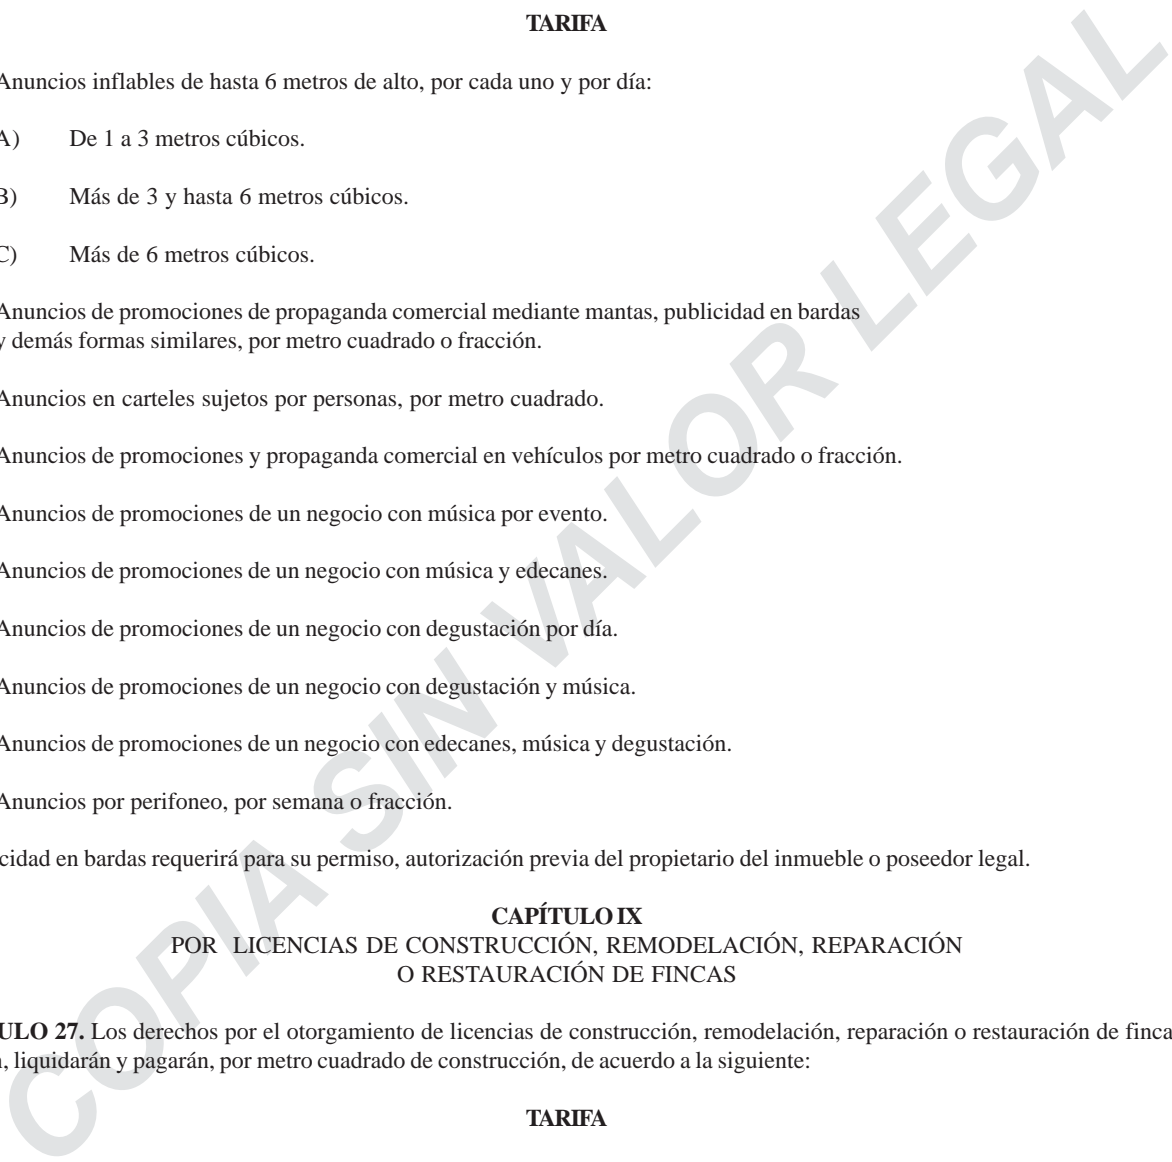 TARIFA
Anuncios inflables de hasta 6 metros de alto, por cada uno y por día:
A) De 1 a 3 metros cúbicos.
B) Más de 3 y hasta 6 metros cúbicos.
C) Más de 6 metros cúbicos.
Anuncios de promociones de propaganda comercial mediante mantas, publicidad en bardas
y demás formas similares, por metro cuadrado o fracción.
Anuncios en carteles sujetos por personas, por metro cuadrado.
Anuncios de promociones y propaganda comercial en vehículos por metro cuadrado o fracción.
Anuncios de promociones de un negocio con música por evento.
Anuncios de promociones de un negocio con música y edecanes.
Anuncios de promociones de un negocio con degustación por día.
Anuncios de promociones de un negocio con degustación y música.
Anuncios de promociones de un negocio con edecanes, música y degustación.
Anuncios por perifoneo, por semana o fracción.
cidad en bardas requerirá para su permiso, autorización previa del propietario del inmueble o poseedor legal.
CAPÍTULO IX
POR LICENCIAS DE CONSTRUCCIÓN, REMODELACIÓN, REPARACIÓN
O RESTAURACIÓN DE FINCAS
ULO 27. Los derechos por el otorgamiento de licencias de construcción, remodelación, reparación o restauración de finca
, liquidarán y pagarán, por metro cuadrado de construcción, de acuerdo a la siguiente:
TARIFA
COPIA SIN VALOR LEGAL